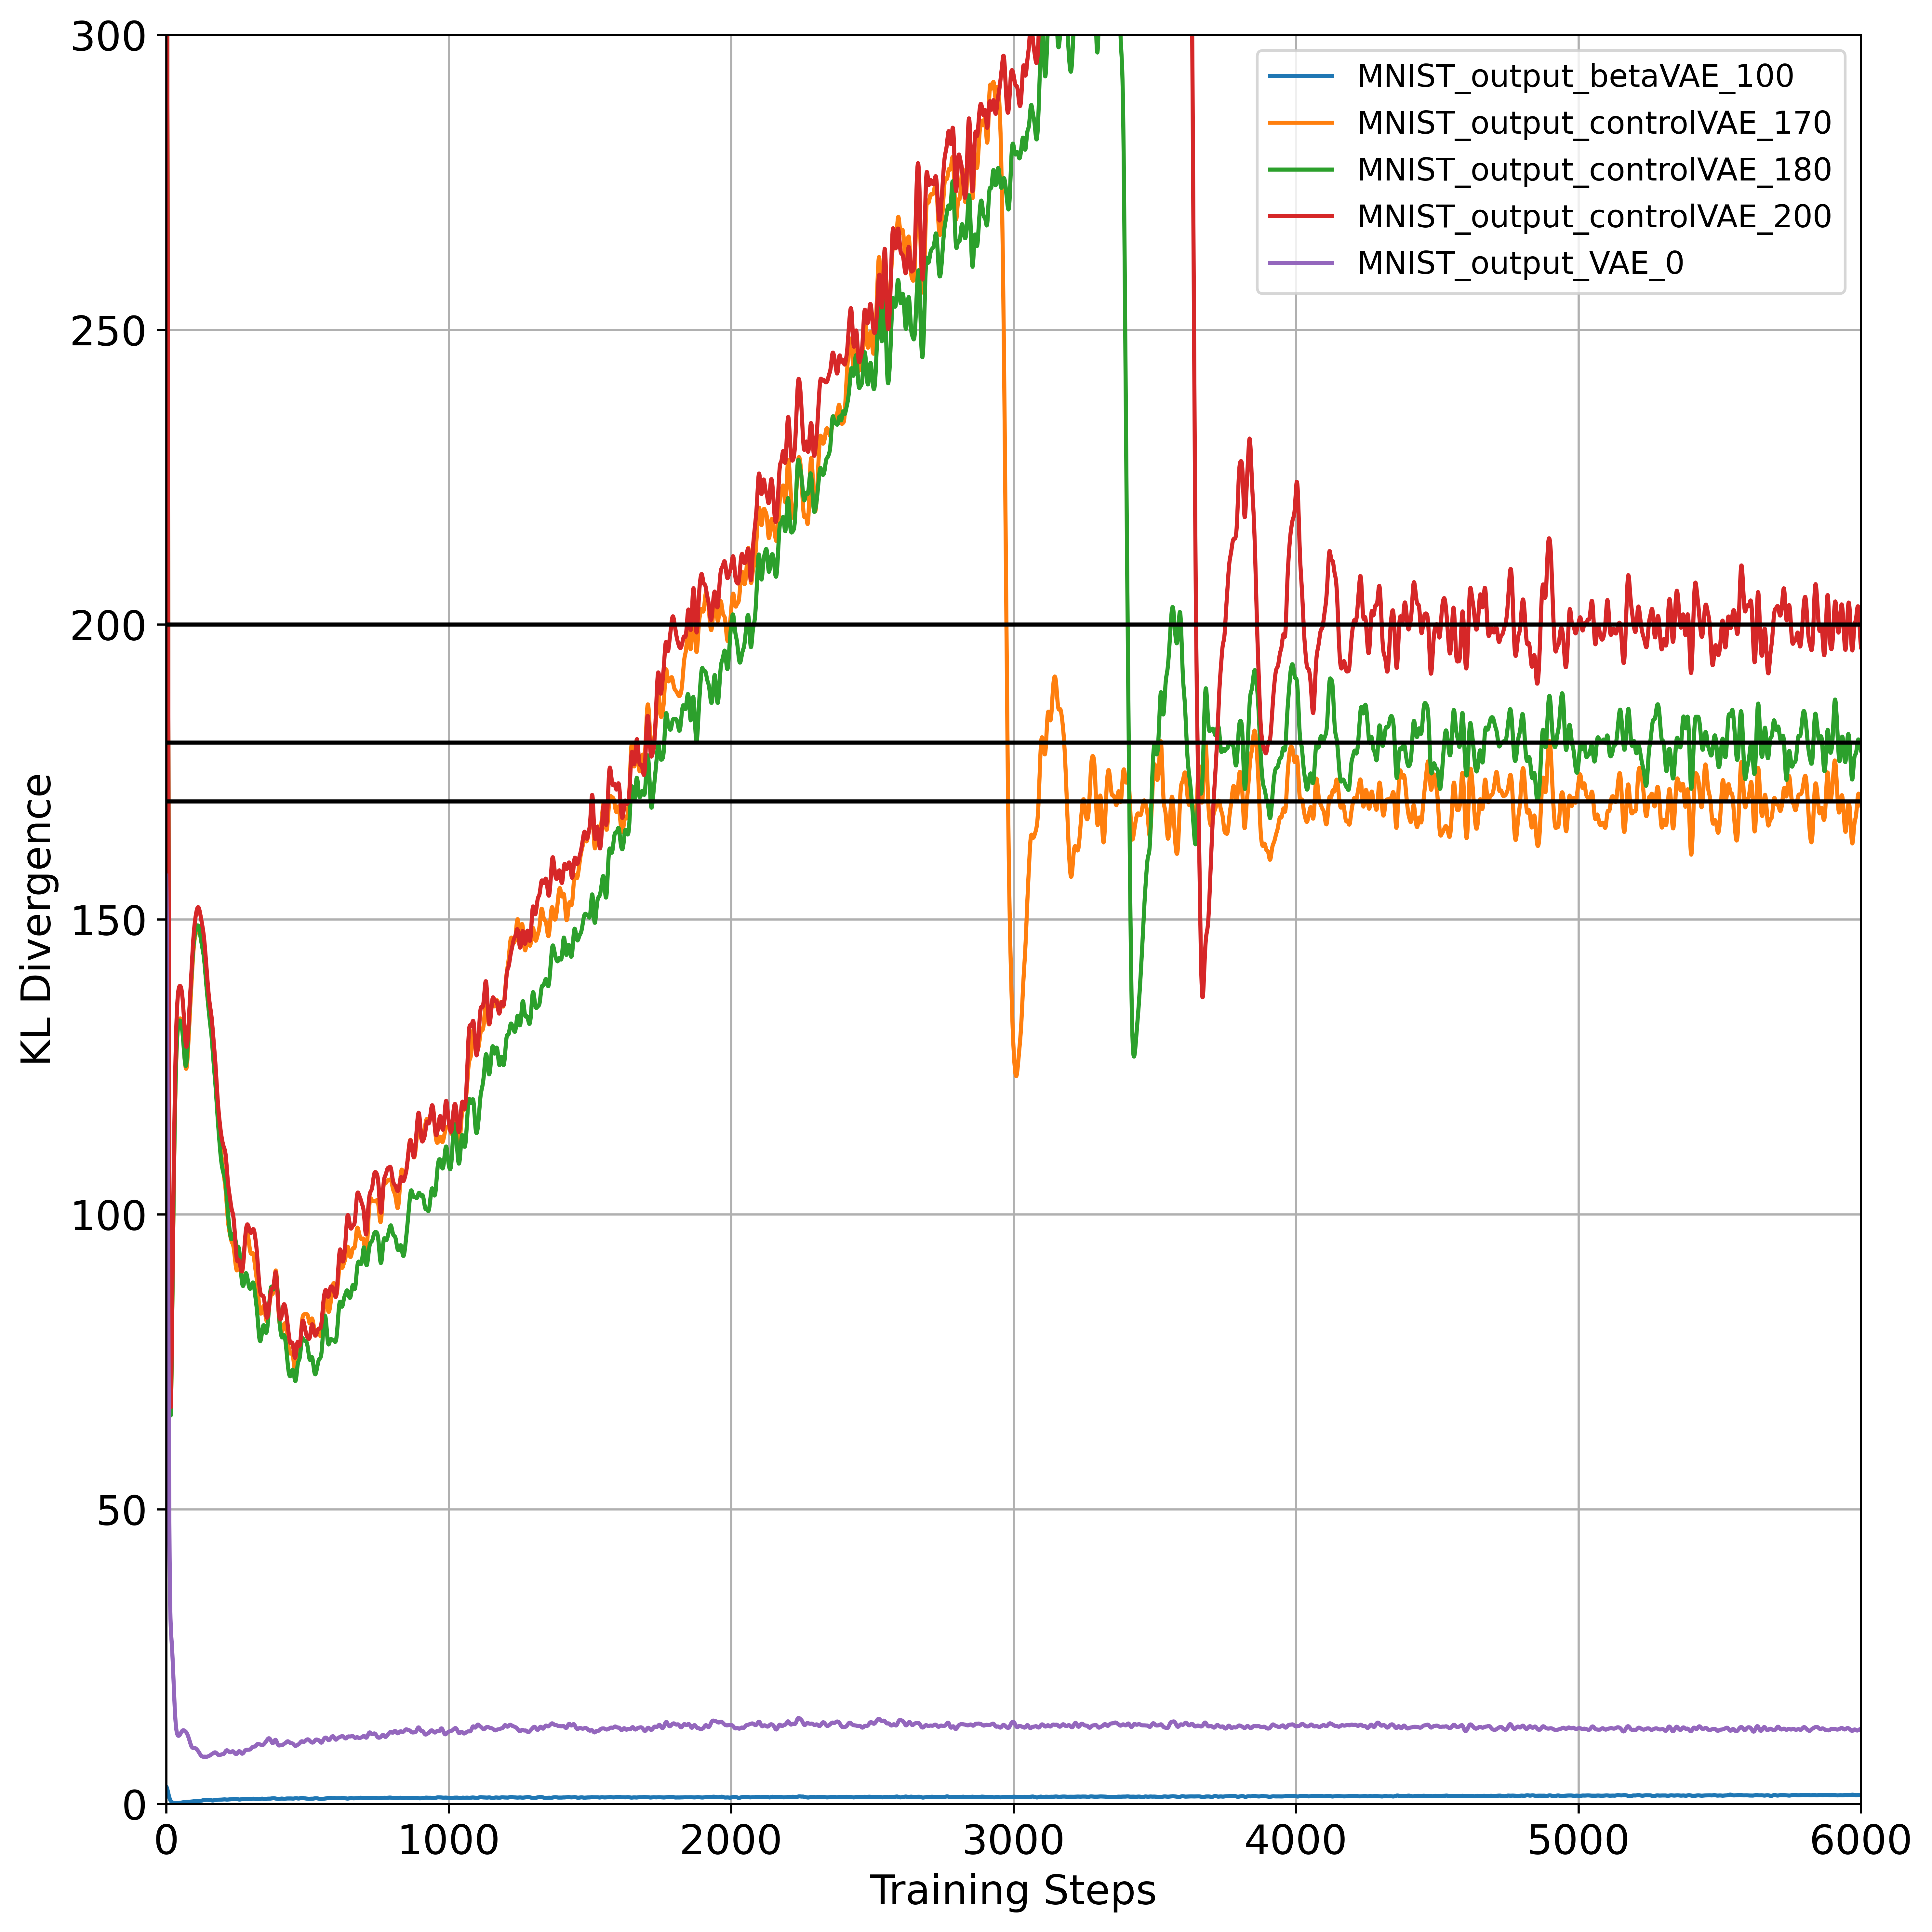 300
250
200
150
100
50
0
KL Divergence
MNIST_output_betaVAE_100
MNIST_output_controlVAE_170
MNIST_output_controlVAE_180
MNIST_output_controlVAE_200
MNIST_output_VAE_0
0 1000 2000 3000 4000 5000 6000
Training Steps